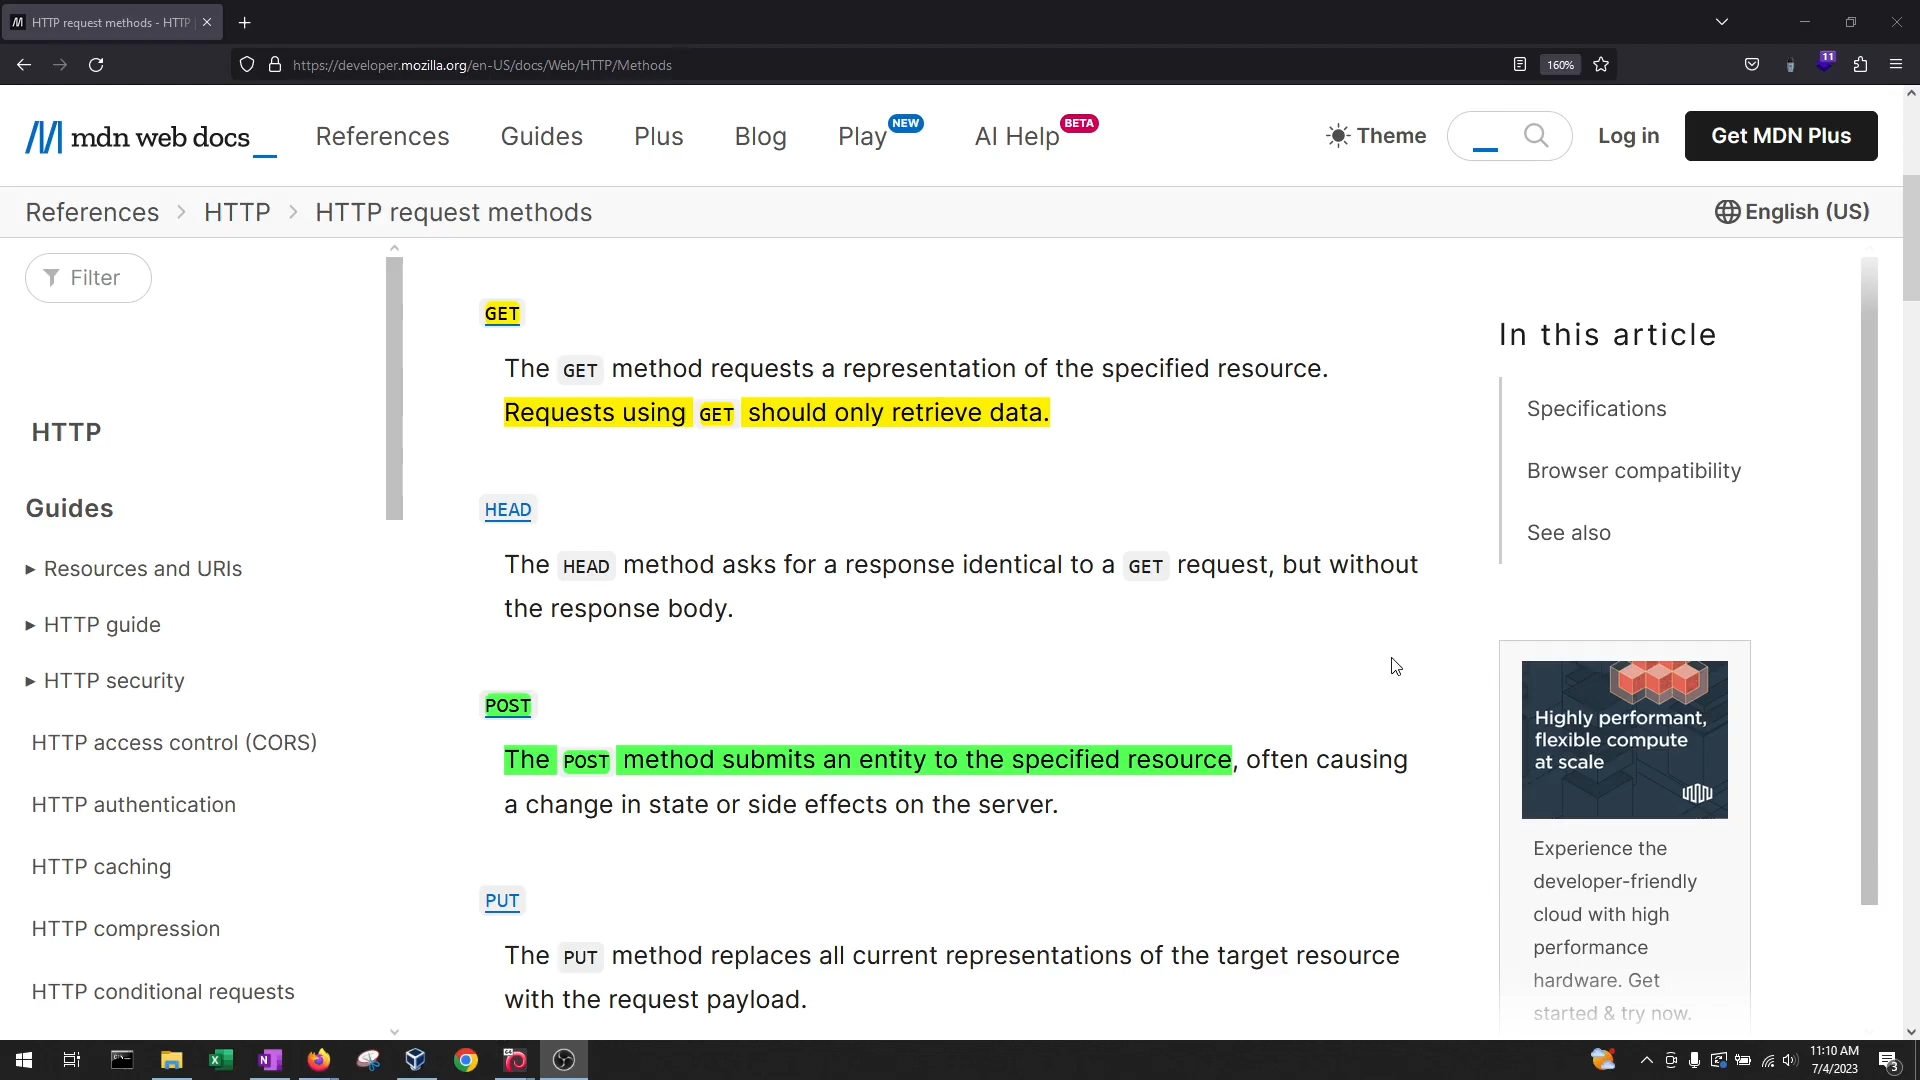 HTTP request methods - HTTP
https://developer.mozilla.org/en-US/docs/Web/HTTP/Methods
160%
11
mdn web docs_
References
Guides
Plus
Blog
Play
NEW
AI Help
BETA
Theme
Log in
Get MDN Plus
References > HTTP > HTTP request methods
English (US)
Filter
HTTP
Guides
Resources and URIs
HTTP guide
HTTP security
HTTP access control (CORS)
HTTP authentication
HTTP caching
HTTP compression
HTTP conditional requests
GET
The GET method requests a representation of the specified resource.
Requests using GET should only retrieve data.
HEAD
The HEAD method asks for a response identical to a GET request, but without
the response body.
POST
The POST method submits an entity to the specified resource, often causing
a change in state or side effects on the server.
PUT
The PUT method replaces all current representations of the target resource
with the request payload.
In this article
Specifications
Browser compatibility
See also
Highly performant,
flexible compute
at scale
Experience the
developer-friendly
cloud with high
performance
hardware. Get
started & try now.
11:10 AM
7/4/2023
3